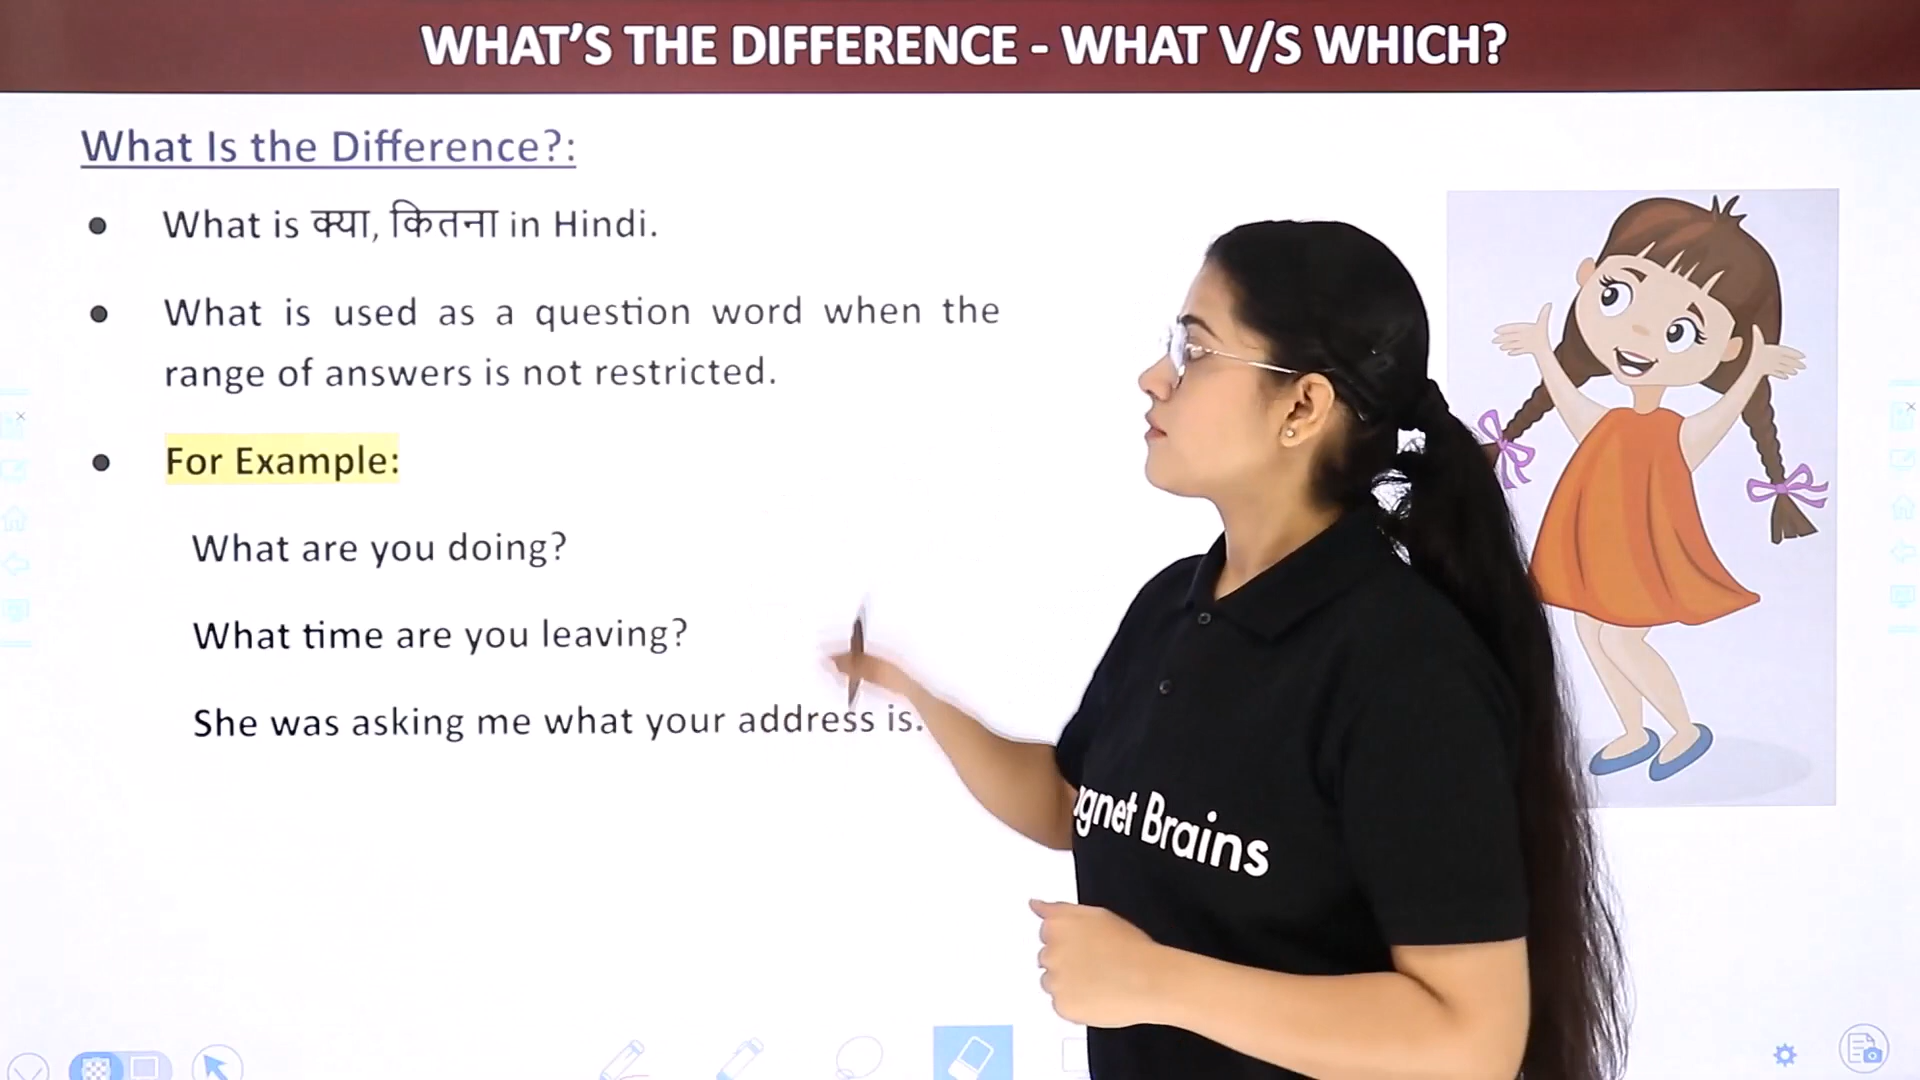 WHAT’S THE DIFFERENCE - WHAT V/S WHICH?
What Is the Difference?:
What is क्या, कितना in Hindi.
What is used as a question word when the
range of answers is not restricted.
For Example:
What are you doing?
What time are you leaving?
She was asking me what your address is.
Brains